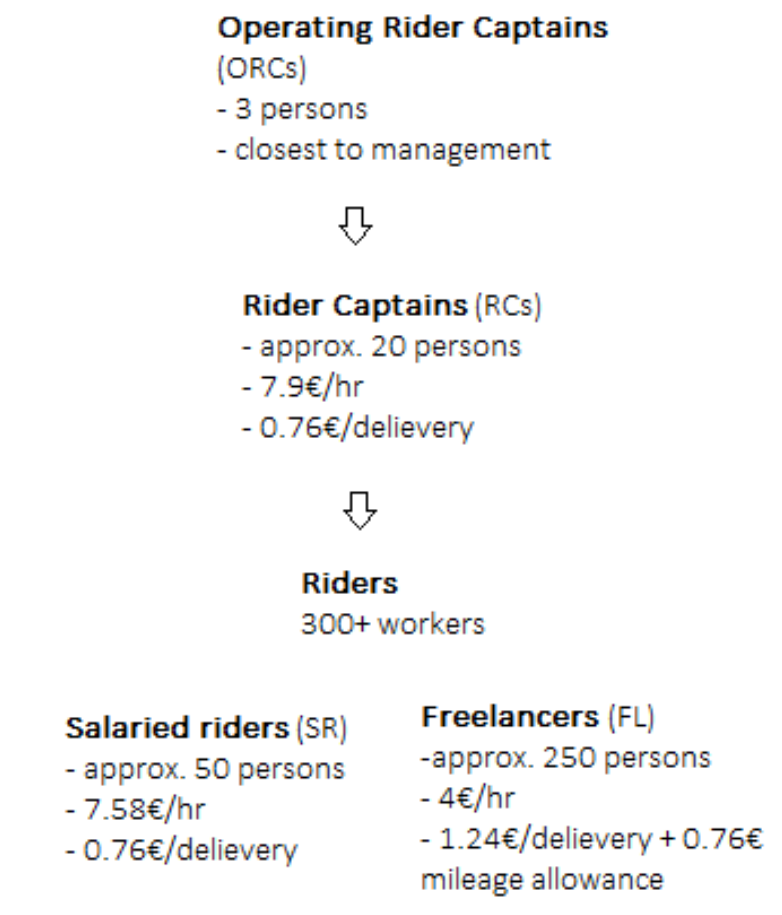 Operating Rider Captains
(ORCs)
- 3 persons
- closest to management
Rider Captains (RCs)
- approx. 20 persons
- 7.9€/hr
- 0.76€/delievery
Riders
300+ workers
Salaried riders (SR)
- approx. 50 persons
- 7.58€/hr
- 0.76€/delievery
Freelancers (FL)
-approx. 250 persons
- 4€/hr
- 1.24€/delievery + 0.76€
mileage allowance